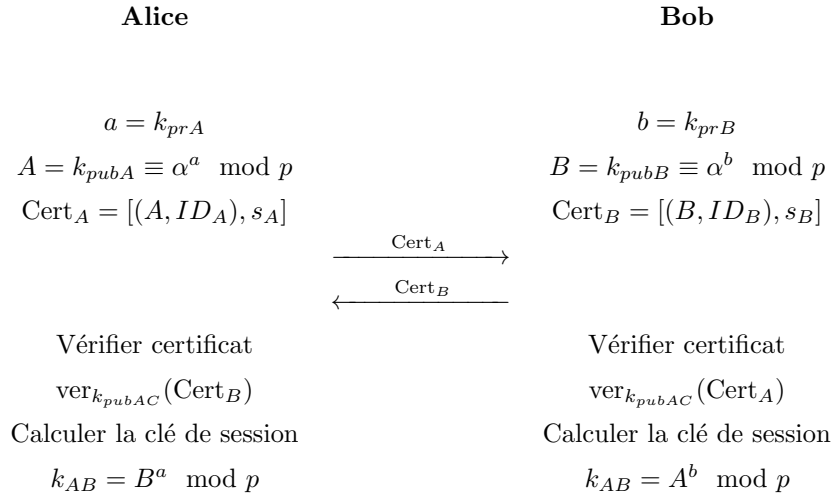 Alice Bob
a = k_{prA} b = k_{prB}
A = k_{pubA} ≡ α^a mod p B = k_{pubB} ≡ α^b mod p
Cert_A = [(A, ID_A), s_A] Cert_B = [(B, ID_B), s_B]
Cert_A
Cert_B
Vérifier certificat Vérifier certificat
ver_{k_{pubAC}}(Cert_B) ver_{k_{pubAC}}(Cert_A)
Calculer la clé de session Calculer la clé de session
k_{AB} = B^a mod p k_{AB} = A^b mod p